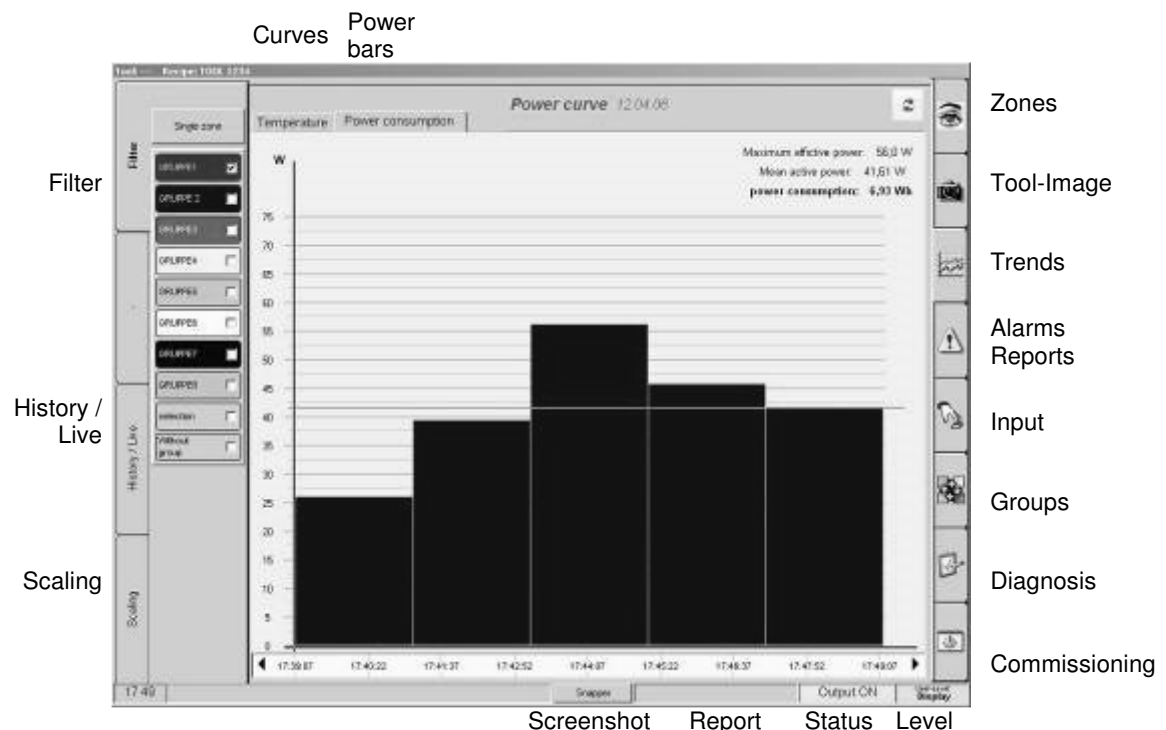 Curves
Power
bars
Tool --- Recipe: TOOL 1234
Power curve 12.04.06
Single zone
Temperature
Power consumption
Filter
W
Maximum effictive power: 56,0 W
Mean active power: 41,61 W
power consumption: 6,93 Wh
GRUPPE1
GRUPPE 2
GRUPPE3
GRUPPE4
GRUPPE5
GRUPPE6
GRUPPE7
GRUPPE8
selection
Without
group
-
History / Live
Scaling
75
70
65
60
55
50
45
40
35
30
25
20
15
10
5
0
17:39:07 17:40:22 17:41:37 17:42:52 17:44:07 17:45:22 17:46:37 17:47:52 17:49:07
17:49
Snapper
Output ON
Display
Filter
History /
Live
Scaling
Zones
Tool-Image
Trends
Alarms
Reports
Input
Groups
Diagnosis
Commissioning
Screenshot
Report
Status
Level